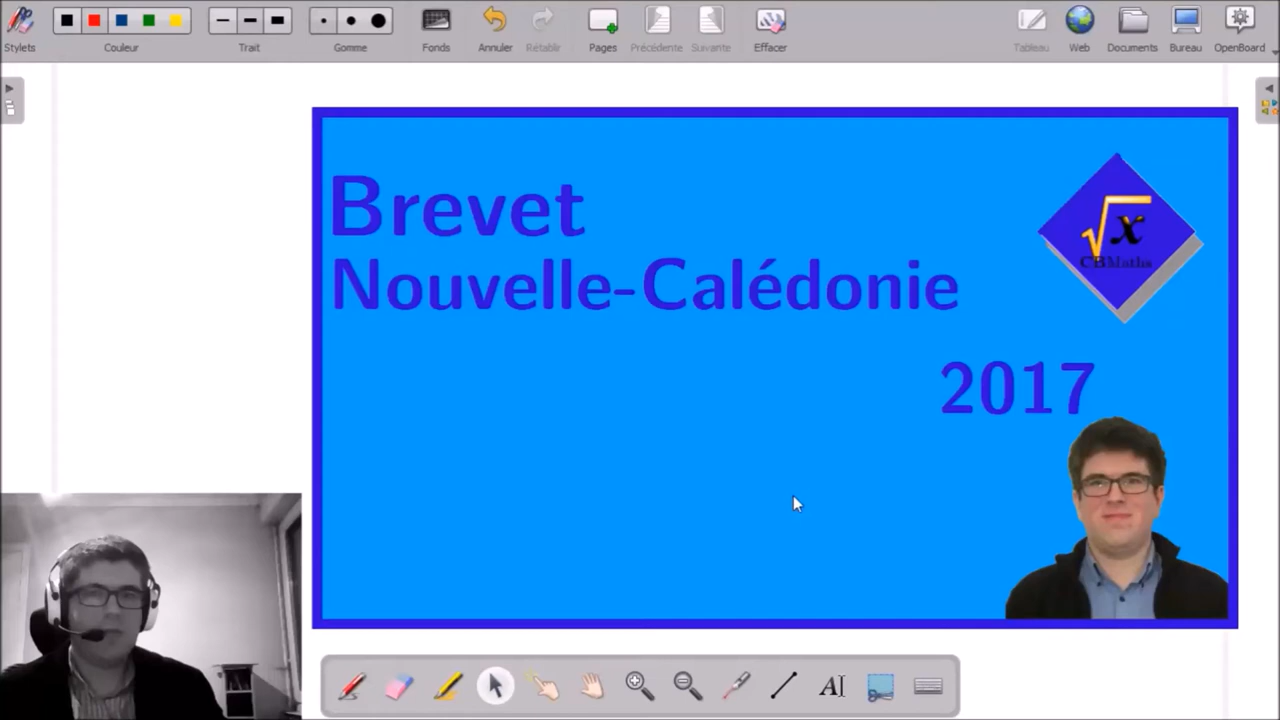 Stylets
Couleur
Trait
Gomme
Fonds
Annuler
Rétablir
Pages
Précédente
Suivante
Effacer
Tableau
Web
Documents
Bureau
OpenBoard
Brevet
Nouvelle-Calédonie
2017
√x
CBMaths
AI